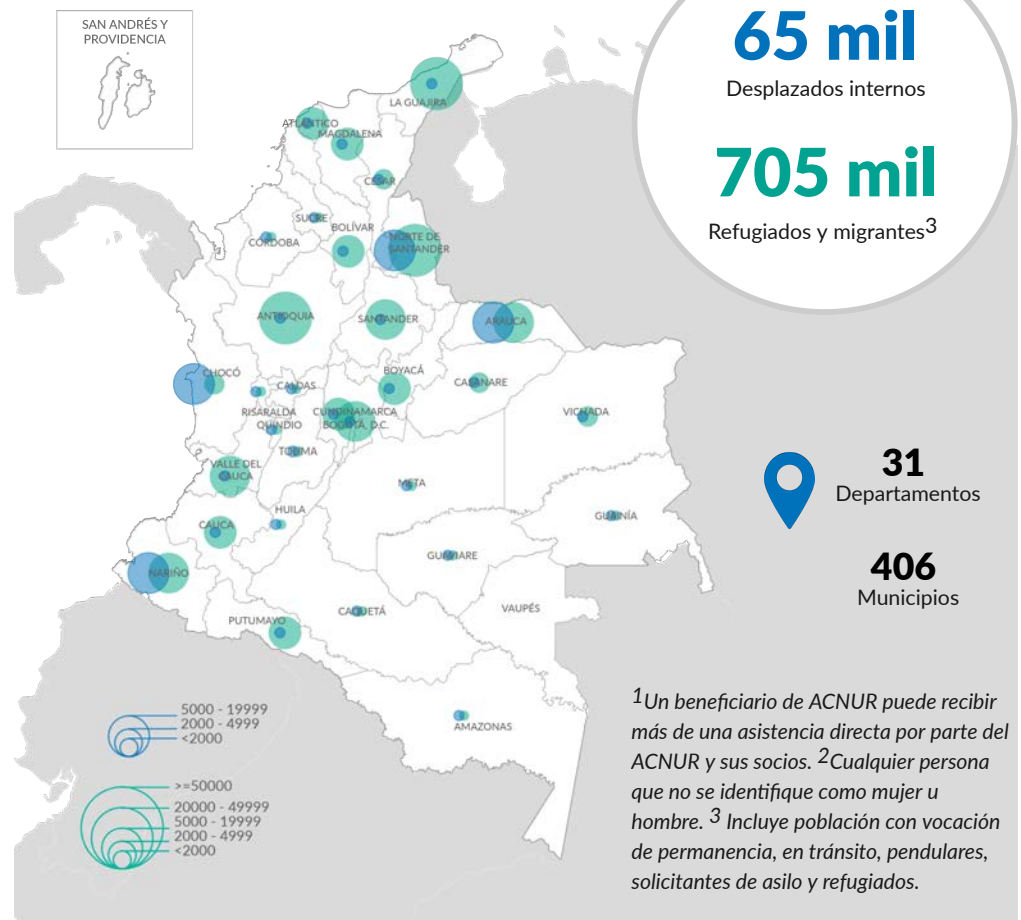 SAN ANDRÉS Y
PROVIDENCIA
65 mil
Desplazados internos
705 mil
Refugiados y migrantes3
LA GUAJIRA
ATLÁNTICO
MAGDALENA
CESAR
SUCRE
BOLÍVAR
CÓRDOBA
NORTE DE
SANTANDER
ANTIOQUIA
SANTANDER
ARAUCA
CHOCÓ
BOYACÁ
CALDAS
CASANARE
RISARALDA
CUNDINAMARCA
QUINDIO
BOGOTÁ, D.C.
VICHADA
TOLIMA
VALLE DEL
CAUCA
META
HUILA
GUAINÍA
CAUCA
GUAVIARE
NARIÑO
CAQUETÁ
VAUPÉS
PUTUMAYO
AMAZONAS
31
Departamentos
406
Municipios
5000 - 19999
2000 - 4999
<2000
>=50000
20000 - 49999
5000 - 19999
2000 - 4999
<2000
1Un beneficiario de ACNUR puede recibir
más de una asistencia directa por parte del
ACNUR y sus socios. 2Cualquier persona
que no se identifique como mujer u
hombre. 3 Incluye población con vocación
de permanencia, en tránsito, pendulares,
solicitantes de asilo y refugiados.